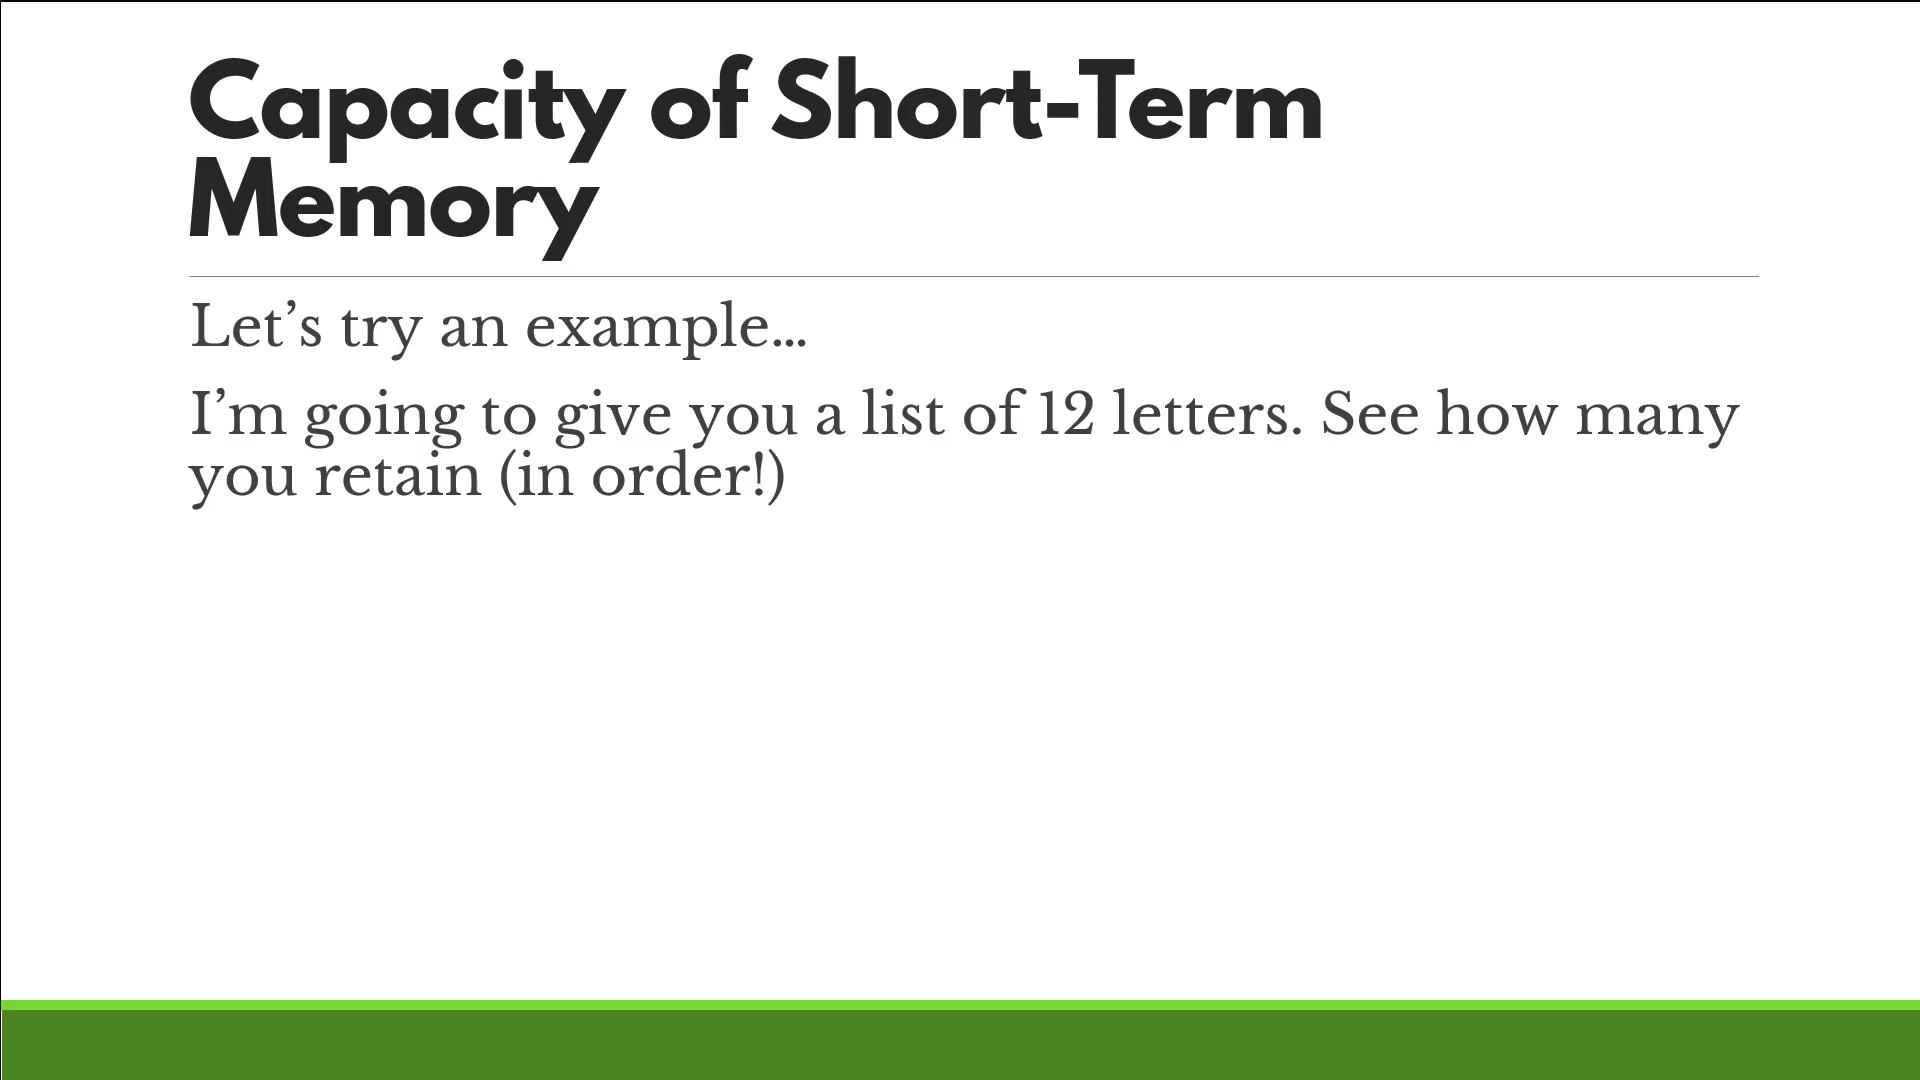 Capacity of Short-Term
Memory
Let’s try an example…
I’m going to give you a list of 12 letters. See how many
you retain (in order!)